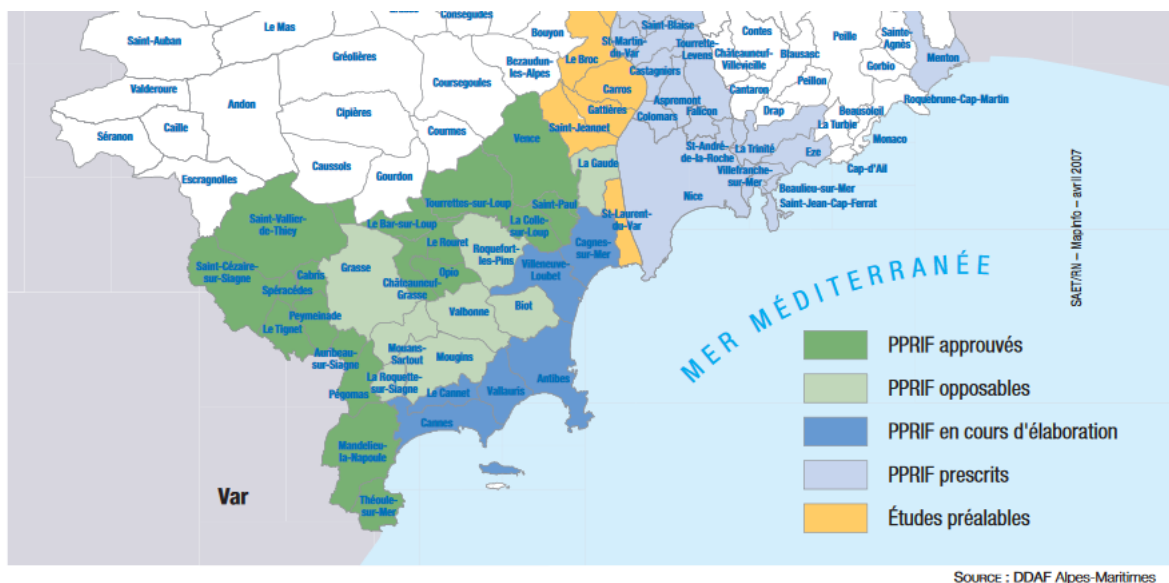 Conségudes
Le Mas
Saint-Auban
Bouyon
Gréolières
Bezaudun-
les-Alpes
Coursegoules
Le Broc
St-Martin-
du-Var
Saint-Blaise
Tourrette-
Levens
Contes
Châteauneuf-
Villevieille
Blausasc
Peille
Sainte-
Agnès
Menton
Gorbio
Castagniers
Peillon
Valderoure
Andon
Carros
Cantaron
Roquebrune-Cap-Martin
Cipières
Gattières
Aspremont
Colomars
Falicon
Drap
Beausoleil
La Turbie
Séranon
Caille
Courmes
Vence
Saint-Jeannet
St-André-
de-la-Roche
La Trinité
Eze
Monaco
Escragnolles
Caussols
Gourdon
La Gaude
Villefranche-
sur-Mer
Cap-d'Ail
Beaulieu-sur-Mer
Saint-Jean-Cap-Ferrat
Nice
Tourrettes-sur-Loup
Saint-Paul
St-Laurent-
du-Var
Saint-Vallier-
de-Thiey
Le Bar-sur-Loup
La Colle-
sur-Loup
Le Rouret
Roquefort-
les-Pins
Cagnes-
sur-Mer
Villeneuve-
Loubet
Saint-Cézaire-
sur-Siagne
Cabris
Grasse
Opio
Spéracédes
Châteauneuf-
Grasse
Peymeinade
Le Tignet
Valbonne
Biot
Auribeau-
sur-Siagne
Mouans-
Sartout
Mougins
La Roquette-
sur-Siagne
Pégomas
Le Cannet
Vallauris
Antibes
Cannes
Mandelieu-
la-Napoule
Théoule-
sur-Mer
Var
MER MÉDITERRANÉE
SAET/RN – Mapinfo – avril 2007
PPRIF approuvés
PPRIF opposables
PPRIF en cours d'élaboration
PPRIF prescrits
Études préalables
SOURCE : DDAF Alpes-Maritimes